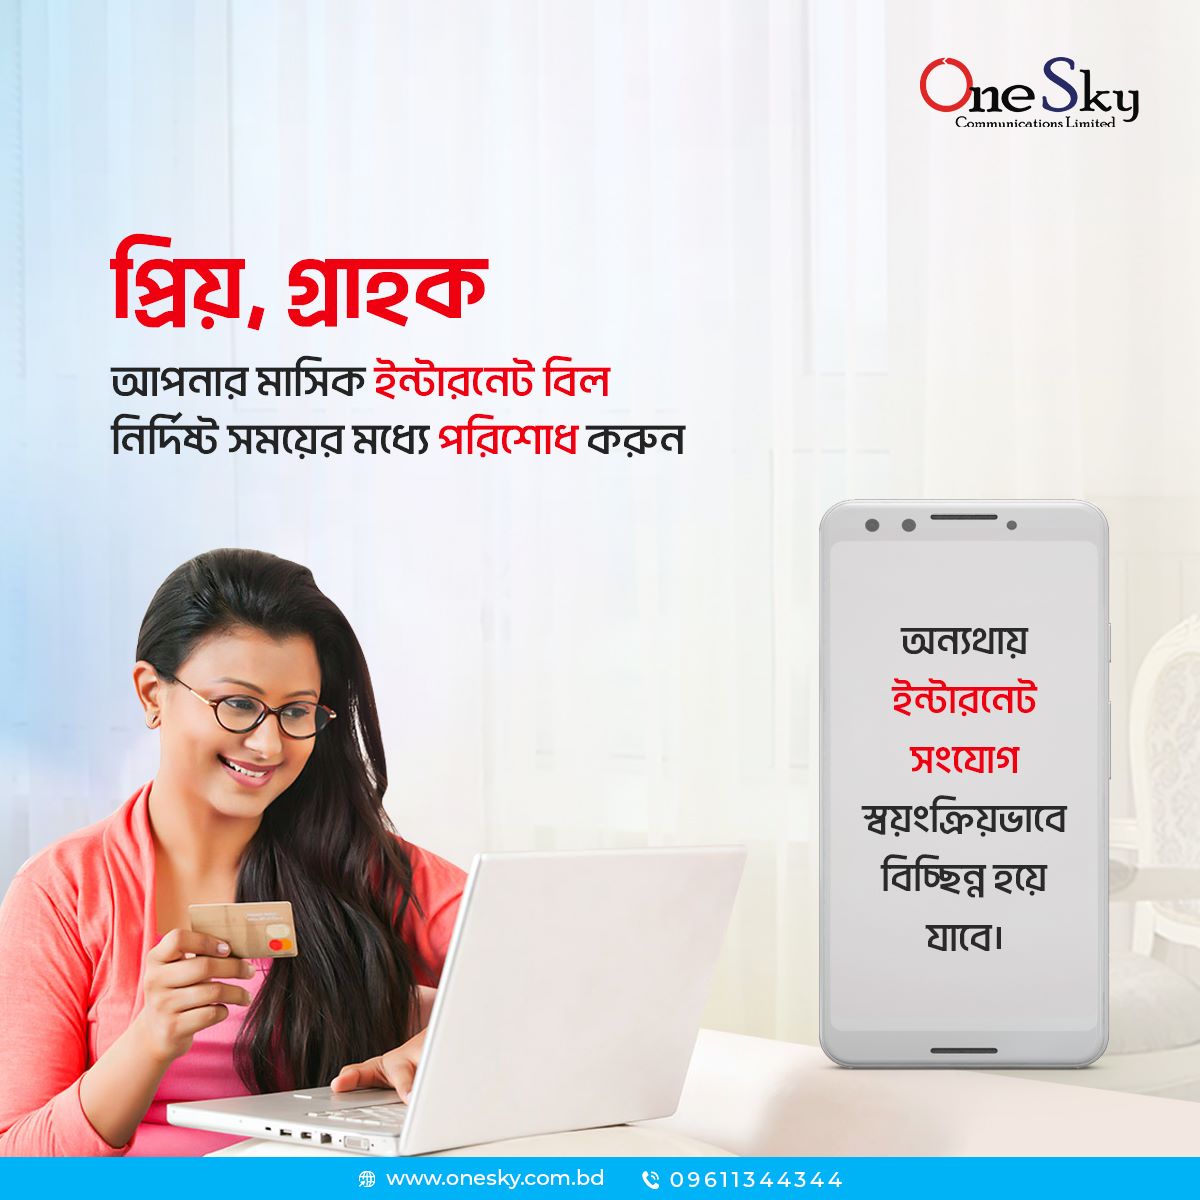 One Sky
Communications Limited
প্রিয়, গ্রাহক
আপনার মাসিক ইন্টারনেট বিল
নির্দিষ্ট সময়ের মধ্যে পরিশোধ করুন
অন্যথায়
ইন্টারনেট
সংযোগ
স্বয়ংক্রিয়ভাবে
বিচ্ছিন্ন হয়ে
যাবে।
www.onesky.com.bd 09611344344